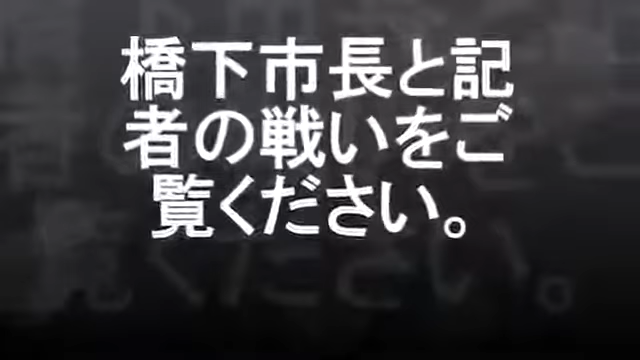 橋下市長と記
者の戦いをご
覧ください。